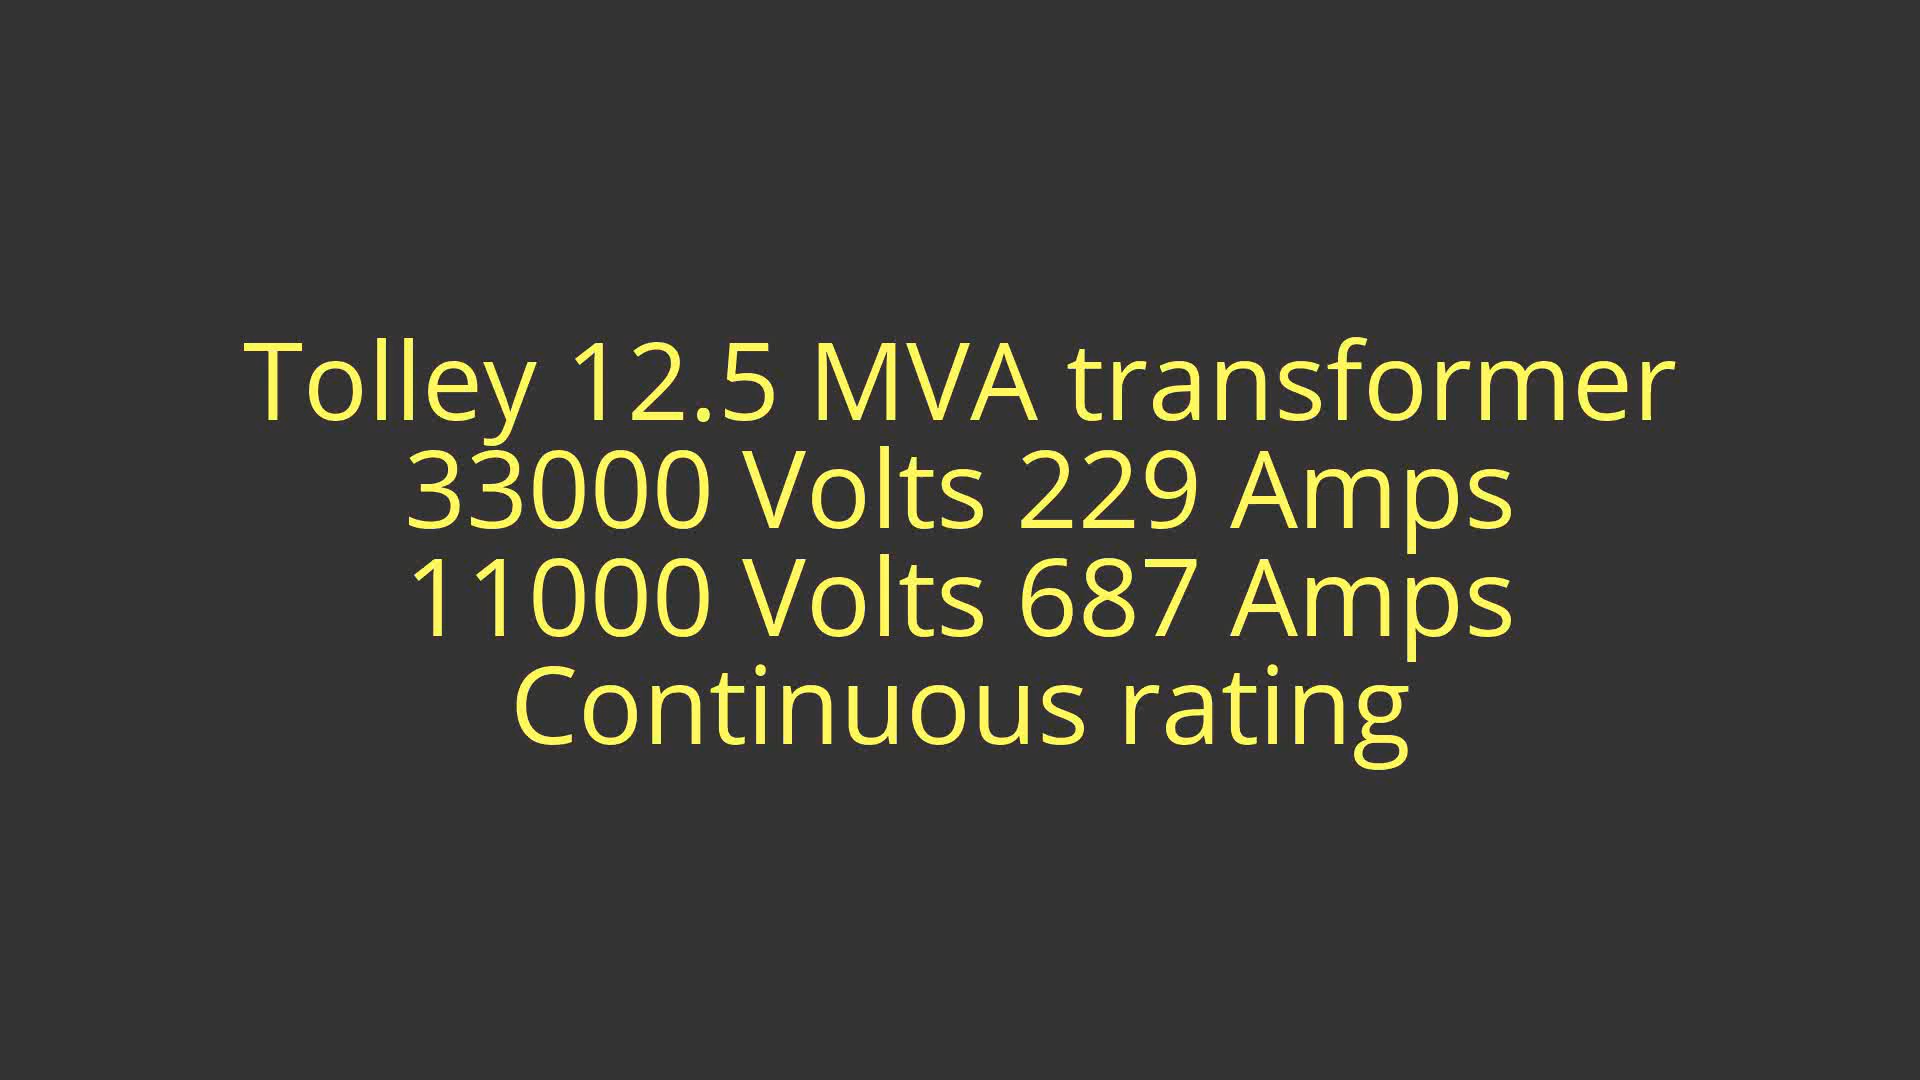 Tolley 12.5 MVA transformer
33000 Volts 229 Amps
11000 Volts 687 Amps
Continuous rating